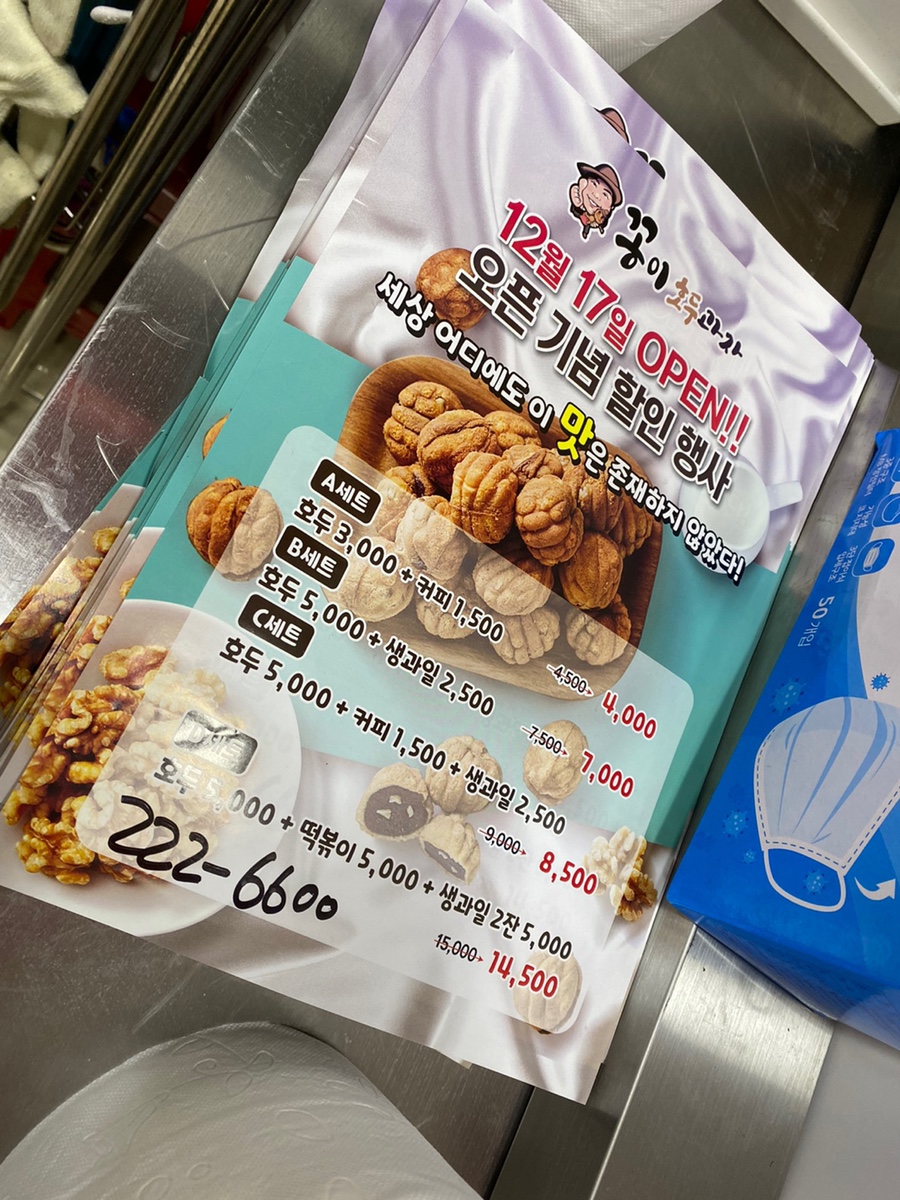 꽁이 호두과자
12월 17일 OPEN!!
오픈 기념 할인 행사
세상 어디에도 이 맛은 존재하지 않았다!
A세트
호두 3,000 + 커피 1,500
4,500 4,000
B세트
호두 5,000 + 생과일 2,500
7,500 7,000
C세트
호두 5,000 + 커피 1,500 + 생과일 2,500
9,000 8,500
D세트
호두 5,000 + 떡볶이 5,000 + 생과일 2잔 5,000
15,000 14,500
222-6600
50개입